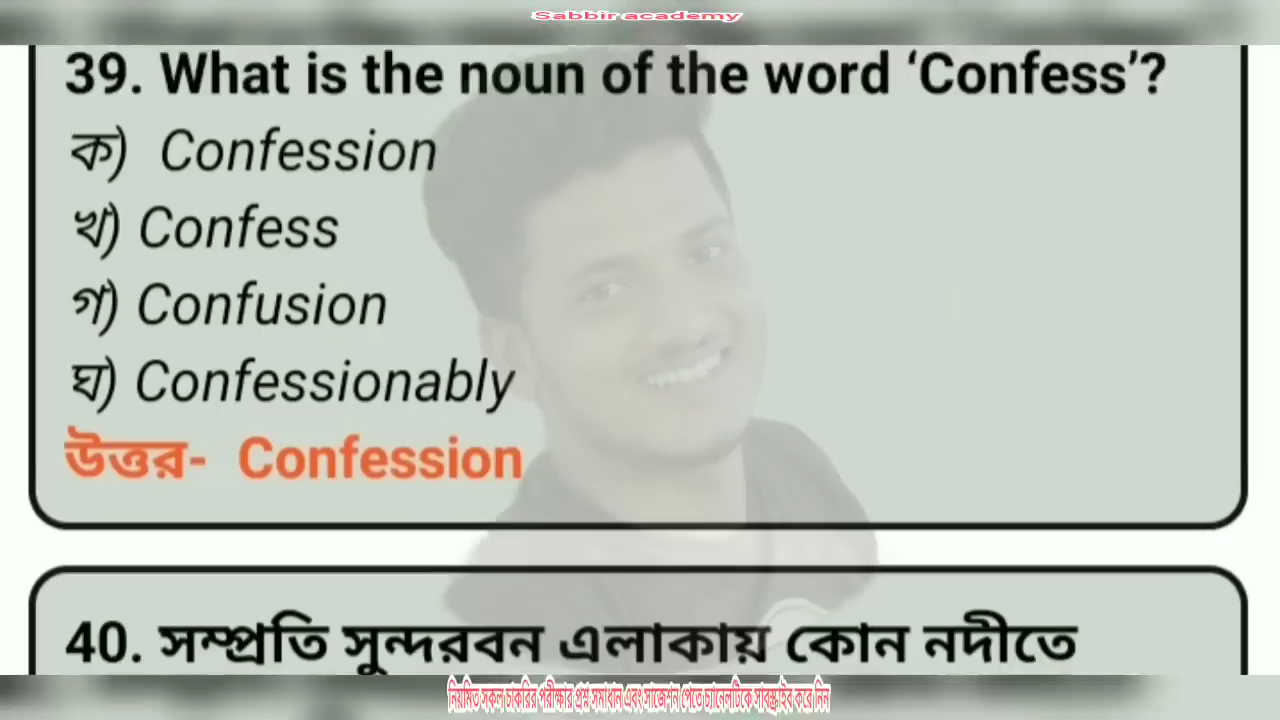 Sabbir academy
39. What is the noun of the word ‘Confess’?
ক) Confession
খ) Confess
গ) Confusion
ঘ) Confessionably
উত্তর- Confession
40. সম্প্রতি সুন্দরবন এলাকায় কোন নদীতে
নিয়মিত সকল চাকরির পরীক্ষার প্রশ্ন সমাধান এবং সাজেশন পেতে চ্যানেলটিকে সাবস্ক্রাইব করে নিন